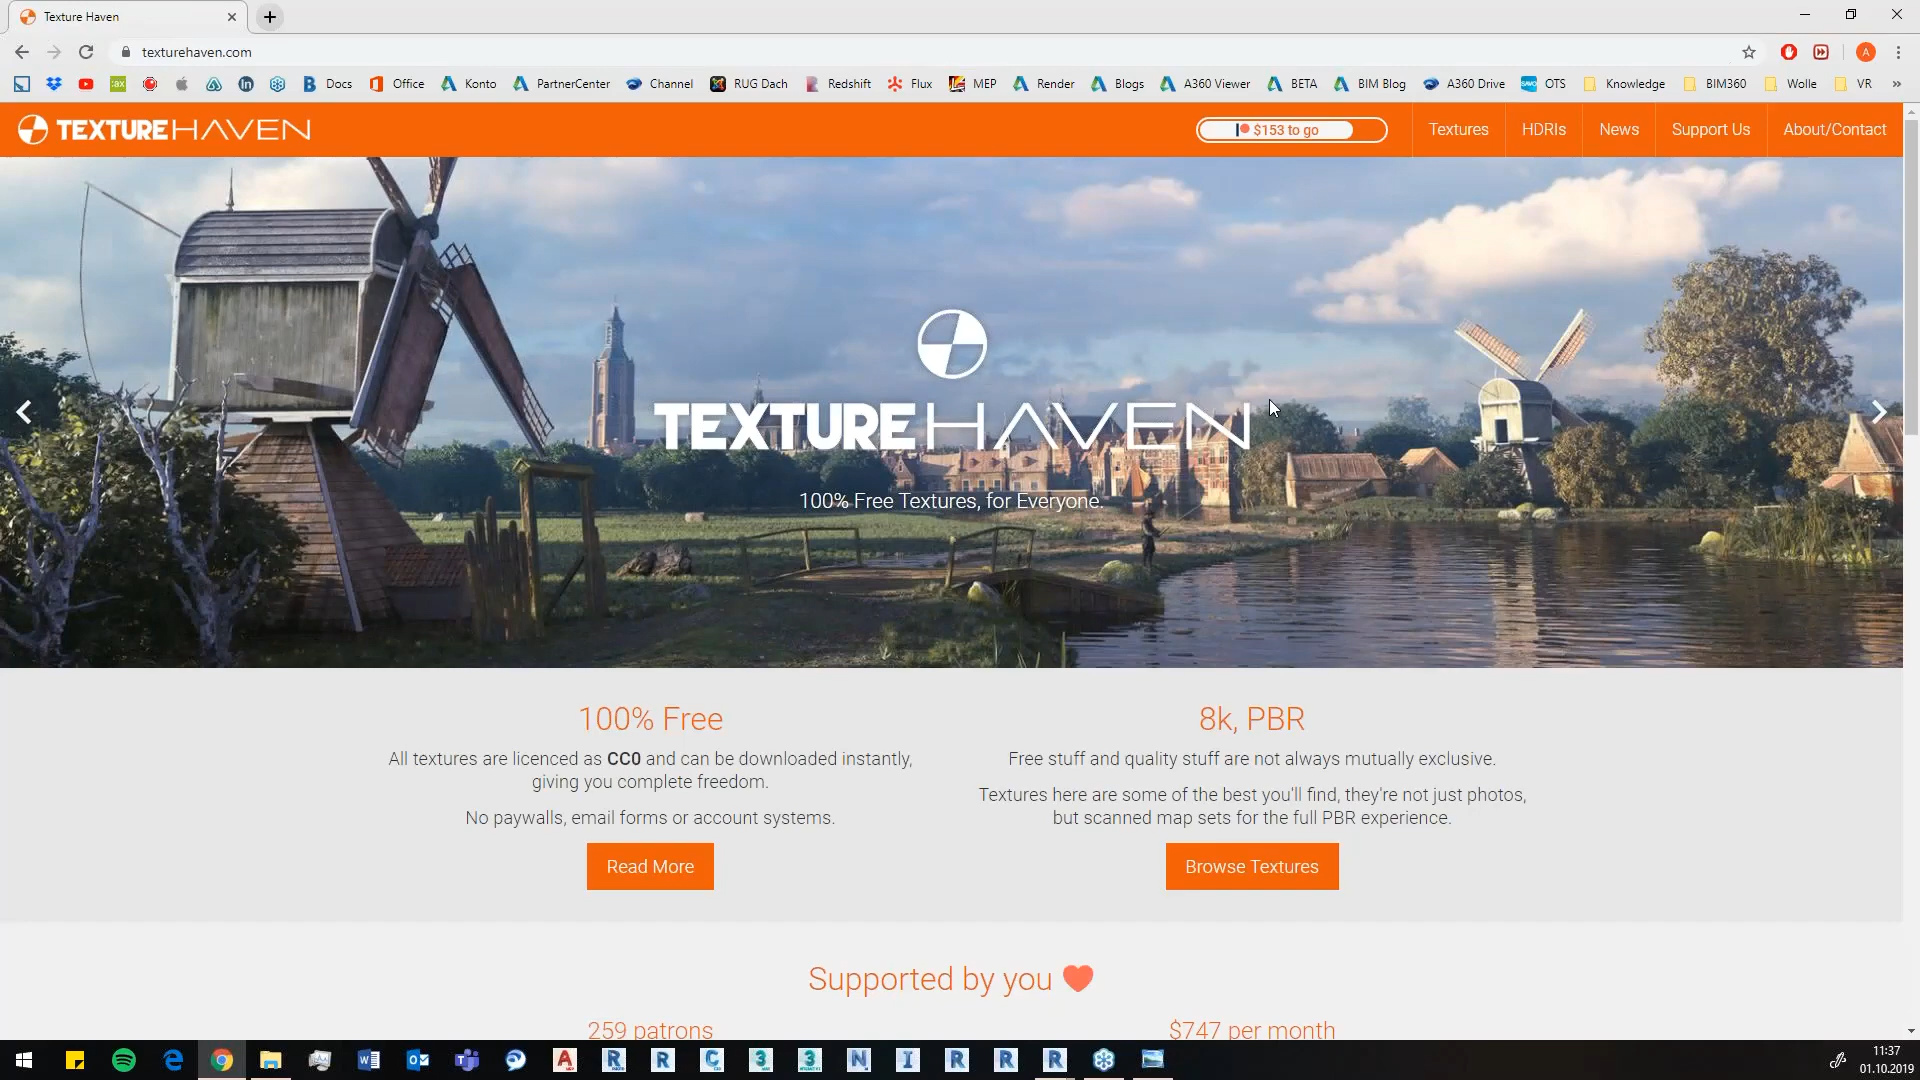 Texture Haven
texturehaven.com
Docs Office Konto PartnerCenter Channel RUG Dach Redshift Flux MEP Render Blogs A360 Viewer BETA BIM Blog A360 Drive OTS Knowledge BIM360 Wolle VR »
TEXTURE HAVEN
$153 to go
Textures HDRIs News Support Us About/Contact
TEXTURE HAVEN
100% Free Textures, for Everyone.
100% Free
All textures are licenced as CC0 and can be downloaded instantly,
giving you complete freedom.
No paywalls, email forms or account systems.
Read More
8k, PBR
Free stuff and quality stuff are not always mutually exclusive.
Textures here are some of the best you'll find, they're not just photos,
but scanned map sets for the full PBR experience.
Browse Textures
Supported by you
259 patrons
$747 per month
11:37
01.10.2019